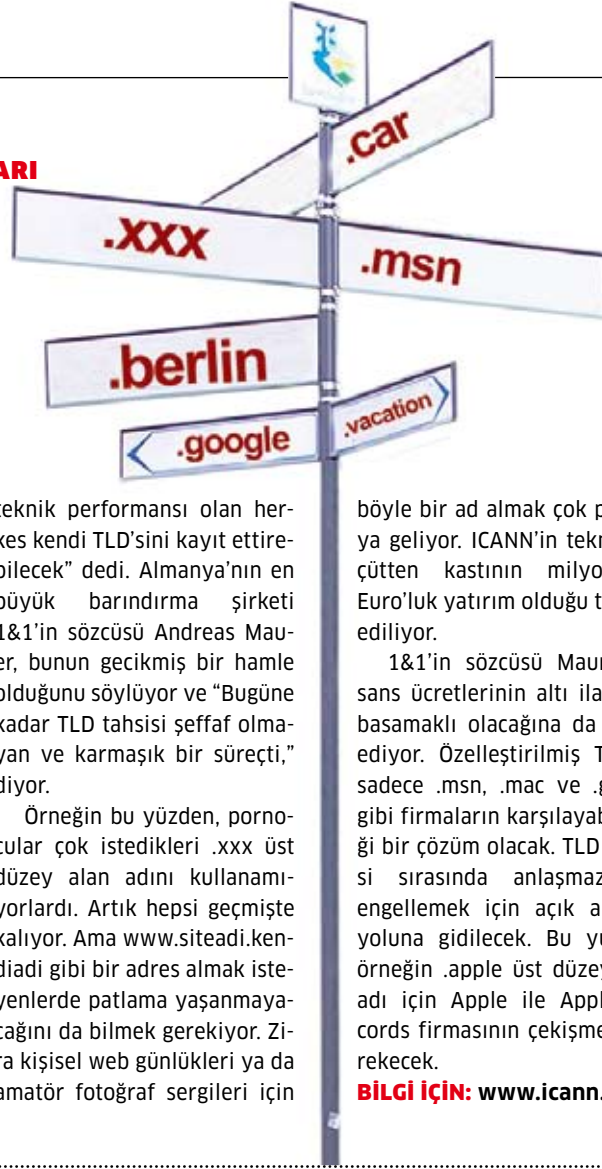 ARI
.car
.xxx
.msn
.berlin
.google
.vacation
teknik performansı olan her-
kes kendi TLD'sini kayıt ettire-
bilecek” dedi. Almanya'nın en
büyük barındırma şirketi
1&1'in sözcüsü Andreas Mau-
er, bunun gecikmiş bir hamle
olduğunu söylüyor ve “Bugüne
kadar TLD tahsisi şeffaf olma-
yan ve karmaşık bir süreçti,”
diyor.
Örneğin bu yüzden, porno-
cular çok istedikleri .xxx üst
düzey alan adını kullanamı-
yorlardı. Artık hepsi geçmişte
kalıyor. Ama www.siteadi.ken-
diadi gibi bir adres almak iste-
yenlerde patlama yaşanmaya-
cağını da bilmek gerekiyor. Zi-
ra kişisel web günlükleri ya da
amatör fotoğraf sergileri için
böyle bir ad almak çok p
ya geliyor. ICANN'in tekn
çütten kastının milyo
Euro'luk yatırım olduğu t
ediliyor.
1&1'in sözcüsü Maur
sans ücretlerinin altı ila
basamaklı olacağına da
ediyor. Özelleştirilmiş T
sadece .msn, .mac ve .g
gibi firmaların karşılayab
ği bir çözüm olacak. TLD
si sırasında anlaşmaz
engellemek için açık a
yoluna gidilecek. Bu yü
örneğin .apple üst düzey
adı için Apple ile Appl
cords firmasının çekişme
rekecek.
BİLGİ İÇİN: www.icann.